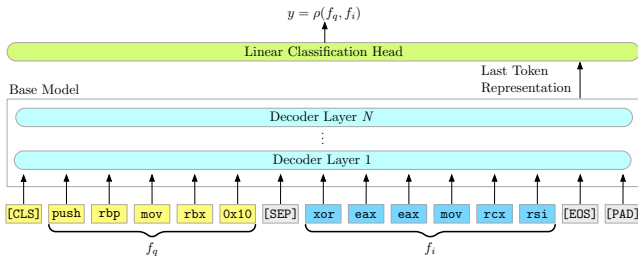 y = ρ(f_q, f_i)
Linear Classification Head
Last Token
Representation
Base Model
Decoder Layer N
⋮
Decoder Layer 1
[CLS] push rbp mov rbx 0x10 [SEP] xor eax eax mov rcx rsi [EOS] [PAD]
f_q f_i